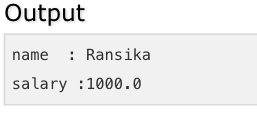 Output
name  : Ransika
salary :1000.0